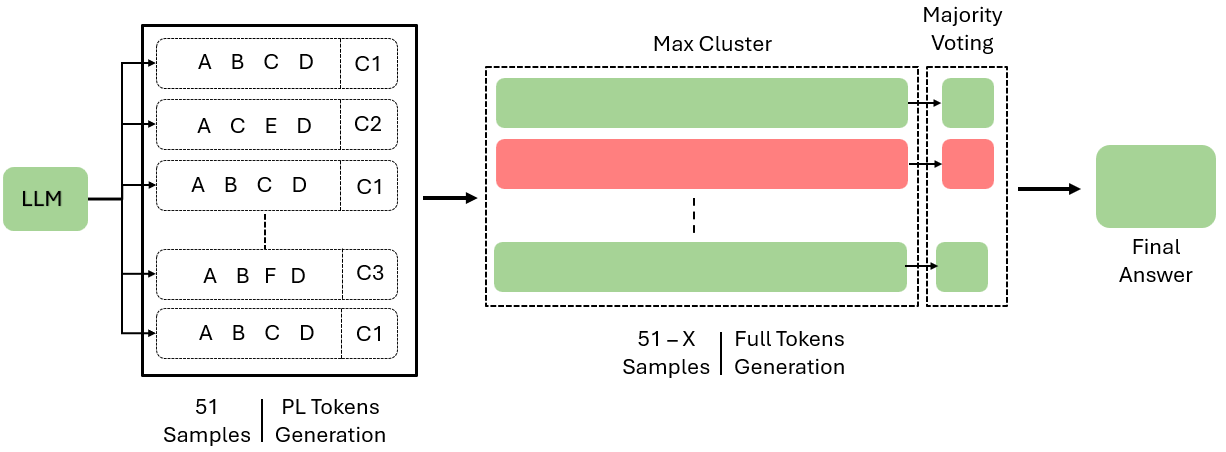 LLM
A B C D C1
A C E D C2
A B C D C1
A B F D C3
A B C D C1
51
Samples
PL Tokens
Generation
Max Cluster
51 – X
Samples
Full Tokens
Generation
Majority
Voting
Final
Answer